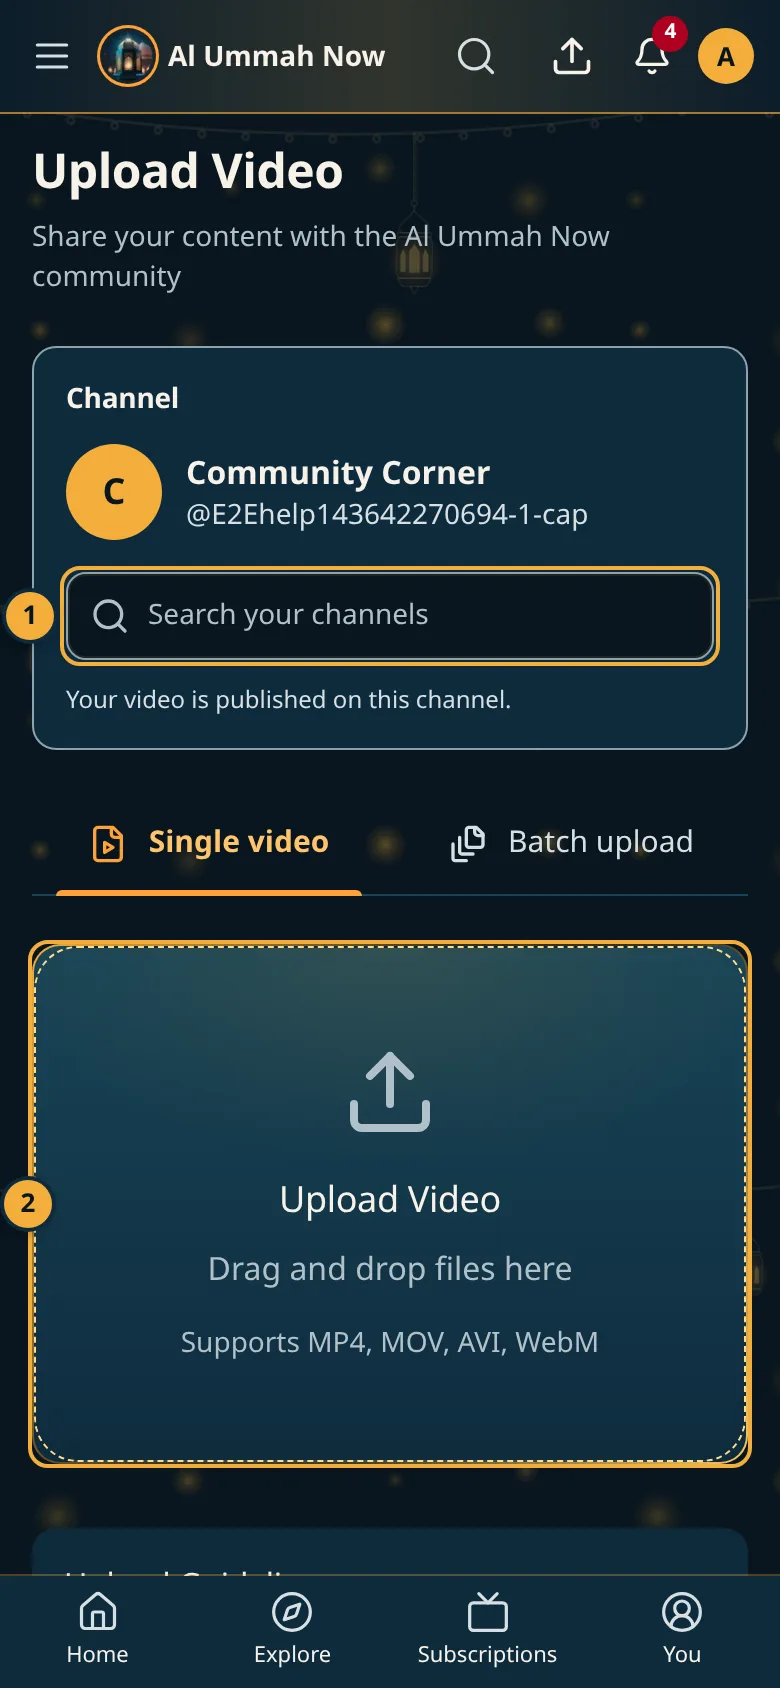 Al Ummah Now
4
A
Upload Video
Share your content with the Al Ummah Now
community
Channel
C
Community Corner
@E2Ehelp143642270694-1-cap
1
Search your channels
Your video is published on this channel.
Single video
Batch upload
2
Upload Video
Drag and drop files here
Supports MP4, MOV, AVI, WebM
Home
Explore
Subscriptions
You